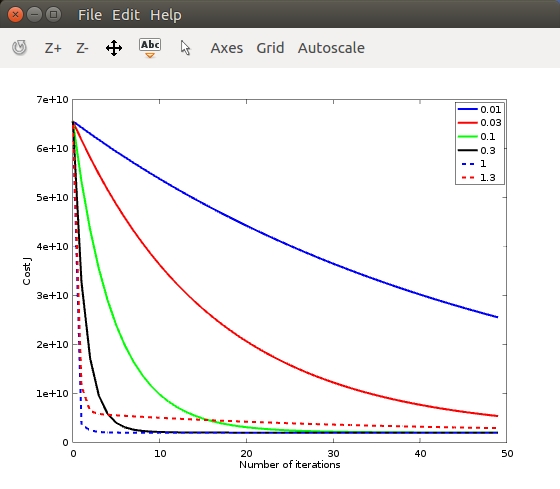 File Edit Help
Z+ Z- Abc Axes Grid Autoscale
7e+10
6e+10
5e+10
4e+10
3e+10
2e+10
1e+10
0
Cost J
0 10 20 30 40 50
Number of iterations
0.01
0.03
0.1
0.3
1
1.3